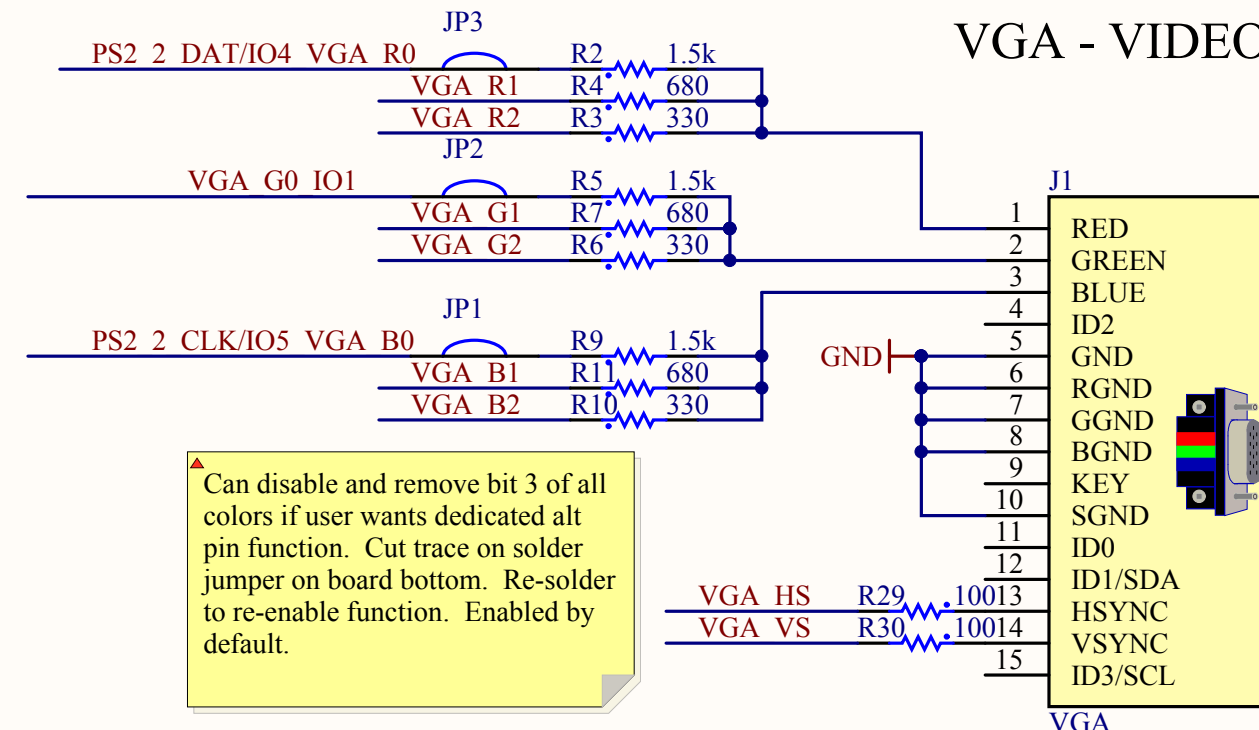 JP3
VGA - VIDEO
PS2_2_DAT/IO4_VGA_R0 R2 1.5k
VGA_R1 R4 680
VGA_R2 R3 330
JP2
VGA_G0_IO1 R5 1.5k
VGA_G1 R7 680
VGA_G2 R6 330
JP1
PS2_2_CLK/IO5_VGA_B0 R9 1.5k
VGA_B1 R11 680
VGA_B2 R10 330
J1
1 RED
2 GREEN
3 BLUE
4 ID2
GND 5 GND
6 RGND
7 GGND
8 BGND
9 KEY
10 SGND
11 ID0
12 ID1/SDA
VGA_HS R29 100 13 HSYNC
VGA_VS R30 100 14 VSYNC
15 ID3/SCL
VGA
Can disable and remove bit 3 of all
colors if user wants dedicated alt
pin function. Cut trace on solder
jumper on board bottom. Re-solder
to re-enable function. Enabled by
default.